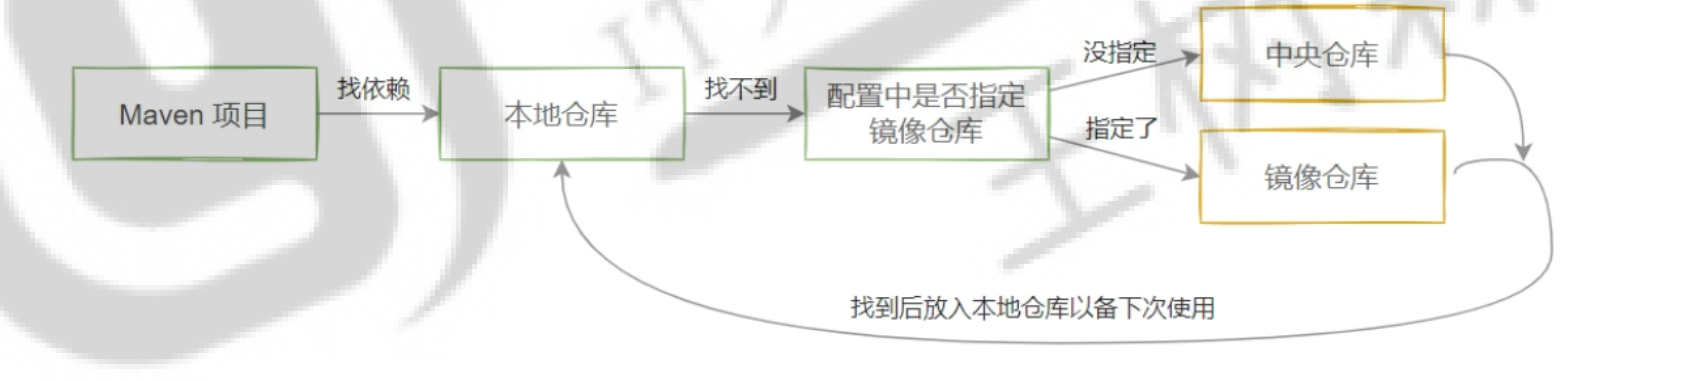 Maven 项目
找依赖
本地仓库
找不到
配置中是否指定
镜像仓库
没指定
中央仓库
指定了
镜像仓库
找到后放入本地仓库以备下次使用